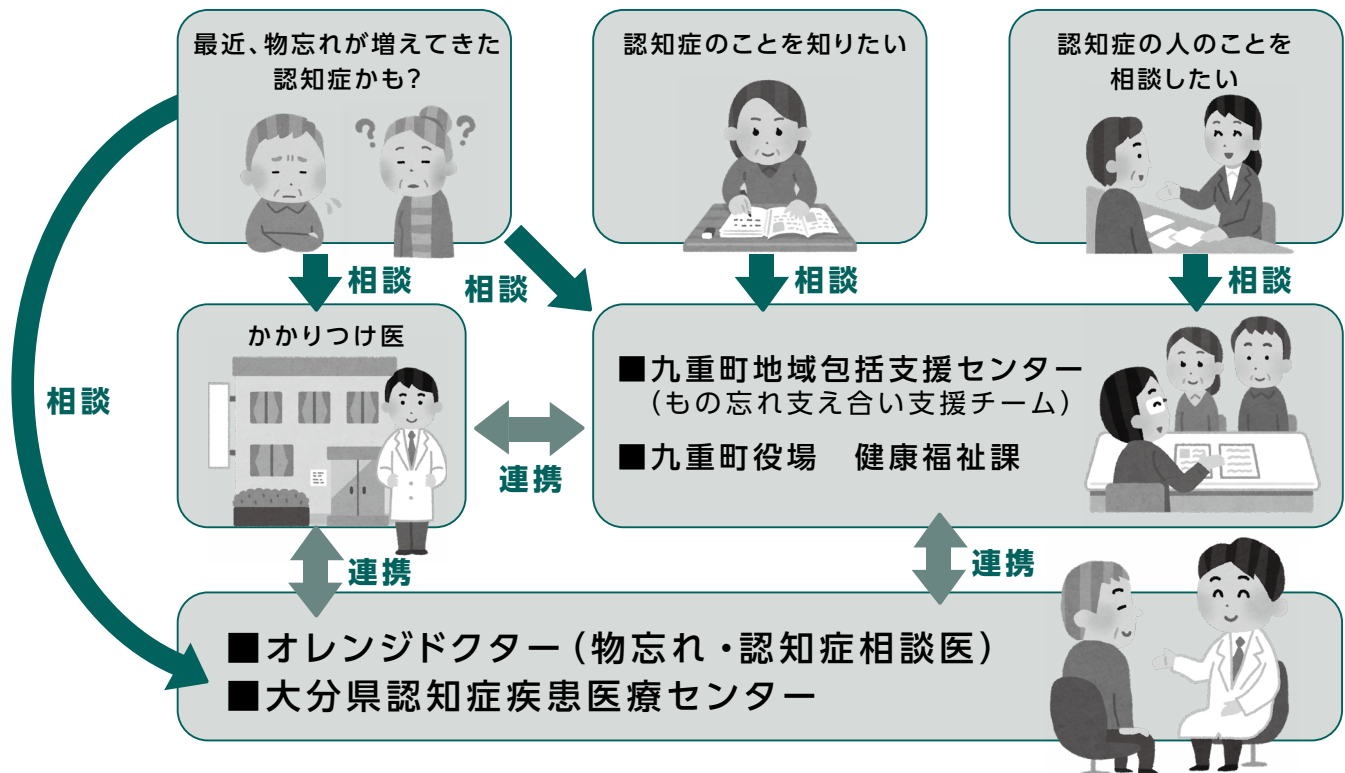 最近、物忘れが増えてきた
認知症かも?
認知症のことを知りたい
認知症の人のことを
相談したい
相談
相談
相談
相談
相談
かかりつけ医
■九重町地域包括支援センター
(もの忘れ支え合い支援チーム)
■九重町役場　健康福祉課
連携
連携
連携
■オレンジドクター(物忘れ・認知症相談医)
■大分県認知症疾患医療センター